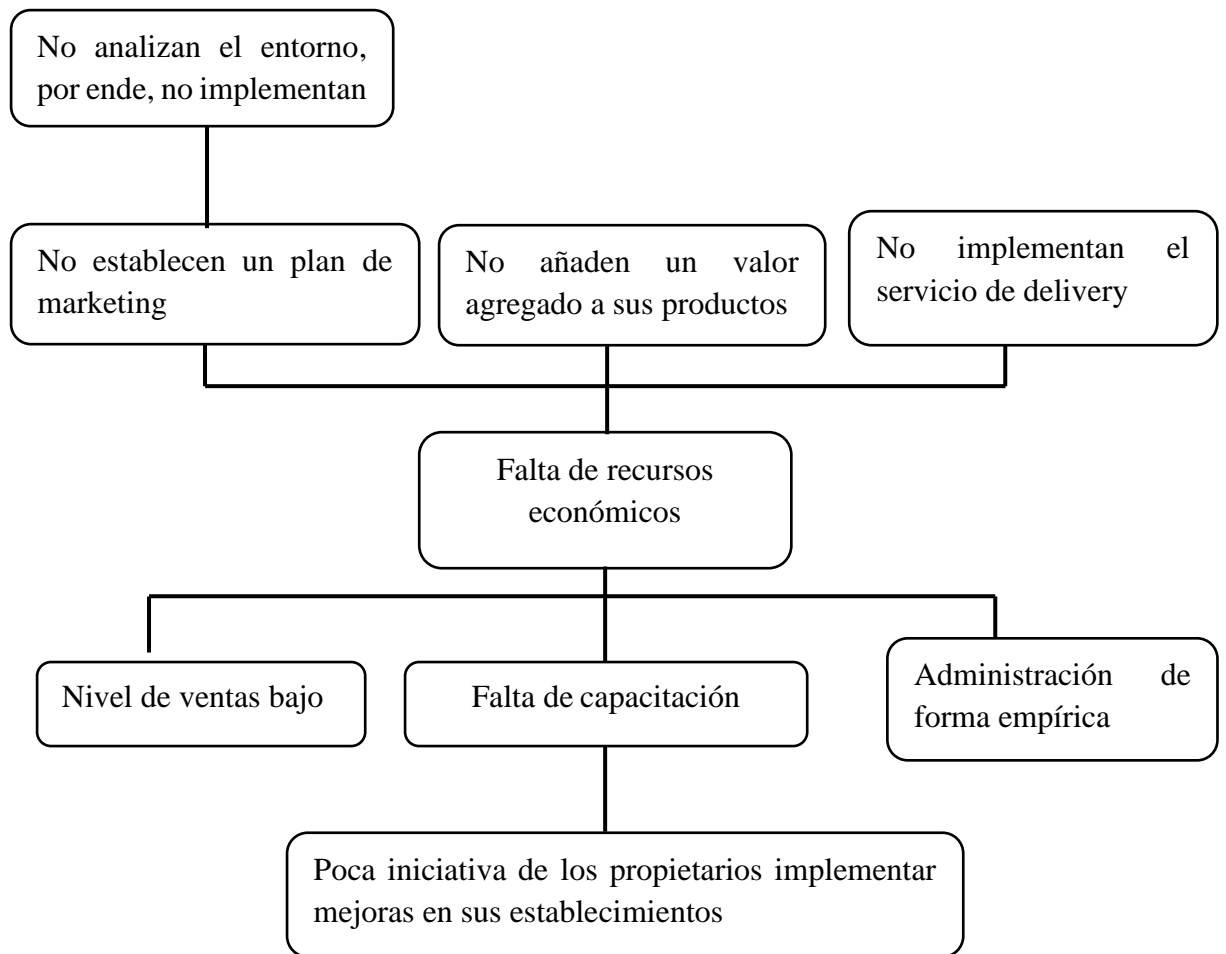 No analizan el entorno,
por ende, no implementan
No establecen un plan de
marketing
No añaden un valor
agregado a sus productos
No implementan el
servicio de delivery
Falta de recursos
económicos
Nivel de ventas bajo
Falta de capacitación
Administración de
forma empírica
Poca iniciativa de los propietarios implementar
mejoras en sus establecimientos